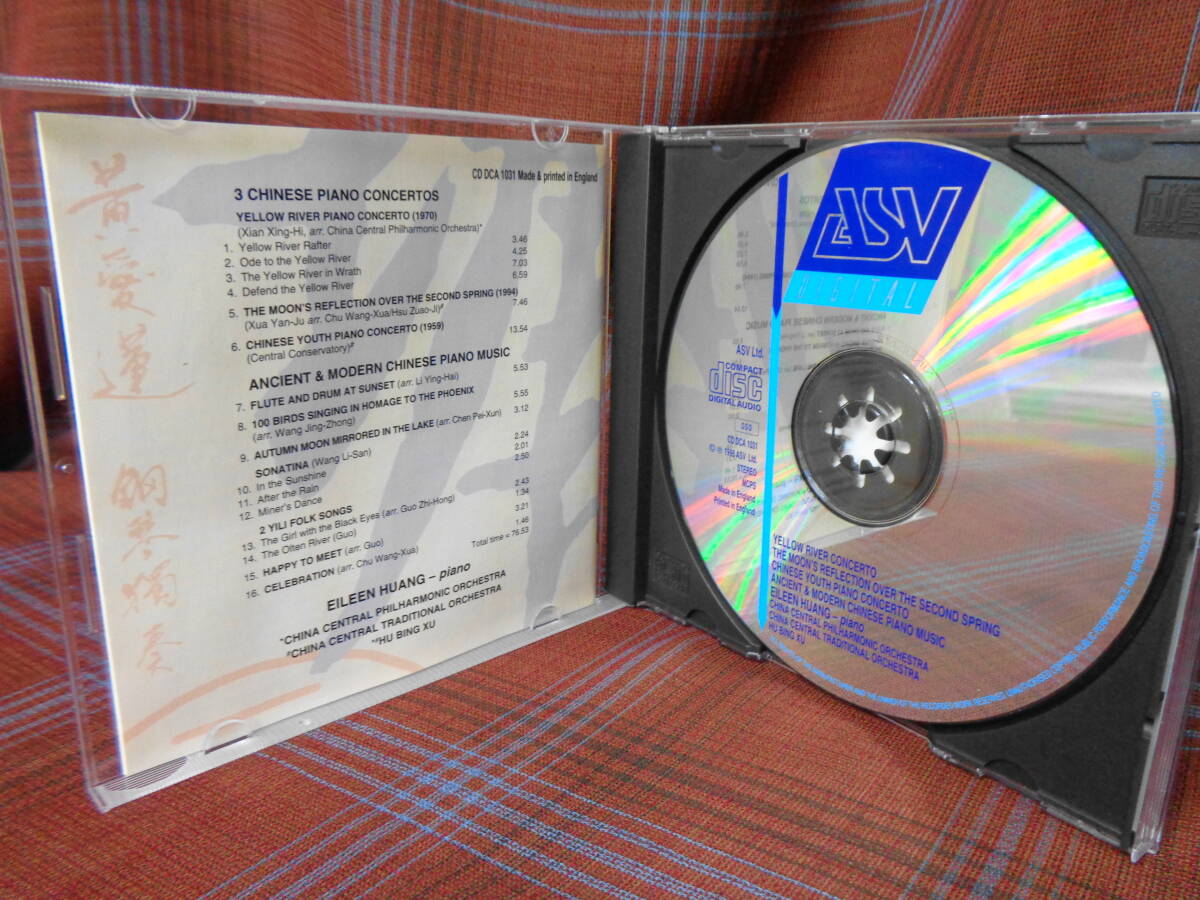 黃愛蓮 鋼琴獨奏
CD DCA 1031 Made & printed in England
3 CHINESE PIANO CONCERTOS
YELLOW RIVER PIANO CONCERTO (1970)
(Xian Xing-Hi, arr. China Central Philharmonic Orchestra)*
1. Yellow River Rafter 3.46
2. Ode to the Yellow River 4.25
3. The Yellow River in Wrath 7.03
4. Defend the Yellow River 6.59
5. THE MOON'S REFLECTION OVER THE SECOND SPRING (1994)
(Xua Yan-Ju arr. Chu Wang-Xua/Hsu Zuao-Ji)# 7.46
6. CHINESE YOUTH PIANO CONCERTO (1959)
(Central Conservatory)# 13.54
ANCIENT & MODERN CHINESE PIANO MUSIC
7. FLUTE AND DRUM AT SUNSET (arr. Li Ying-Hai) 5.53
8. 100 BIRDS SINGING IN HOMAGE TO THE PHOENIX
(arr. Wang Jing-Zhong) 5.55
9. AUTUMN MOON MIRRORED IN THE LAKE (arr. Chen Pei-Xun) 3.12
SONATINA (Wang Li-San)
10. In the Sunshine 2.24
11. After the Rain 2.01
12. Miner's Dance 2.50
2 YILI FOLK SONGS
13. The Girl with the Black Eyes (arr. Guo Zhi-Hong) 2.43
14. The Olten River (Guo) 1.34
15. HAPPY TO MEET (arr. Guo) 3.21
16. CELEBRATION (arr. Chu Wang-Xua) 1.46
Total time = 76.53
EILEEN HUANG – piano
*CHINA CENTRAL PHILHARMONIC ORCHESTRA
#CHINA CENTRAL TRADITIONAL ORCHESTRA
*#HU BING XU
ASV
DIGITAL
ASV Ltd.
COMPACT
disc
DIGITAL AUDIO
DDD
CD DCA 1031
© ℗ 1998 ASV Ltd.
STEREO
MCPS
Made in England
Printed in England
YELLOW RIVER CONCERTO
THE MOON'S REFLECTION OVER THE SECOND SPRING
CHINESE YOUTH PIANO CONCERTO
ANCIENT & MODERN CHINESE PIANO MUSIC
EILEEN HUANG – piano
CHINA CENTRAL PHILHARMONIC ORCHESTRA
CHINA CENTRAL TRADITIONAL ORCHESTRA
HU BING XU
disc